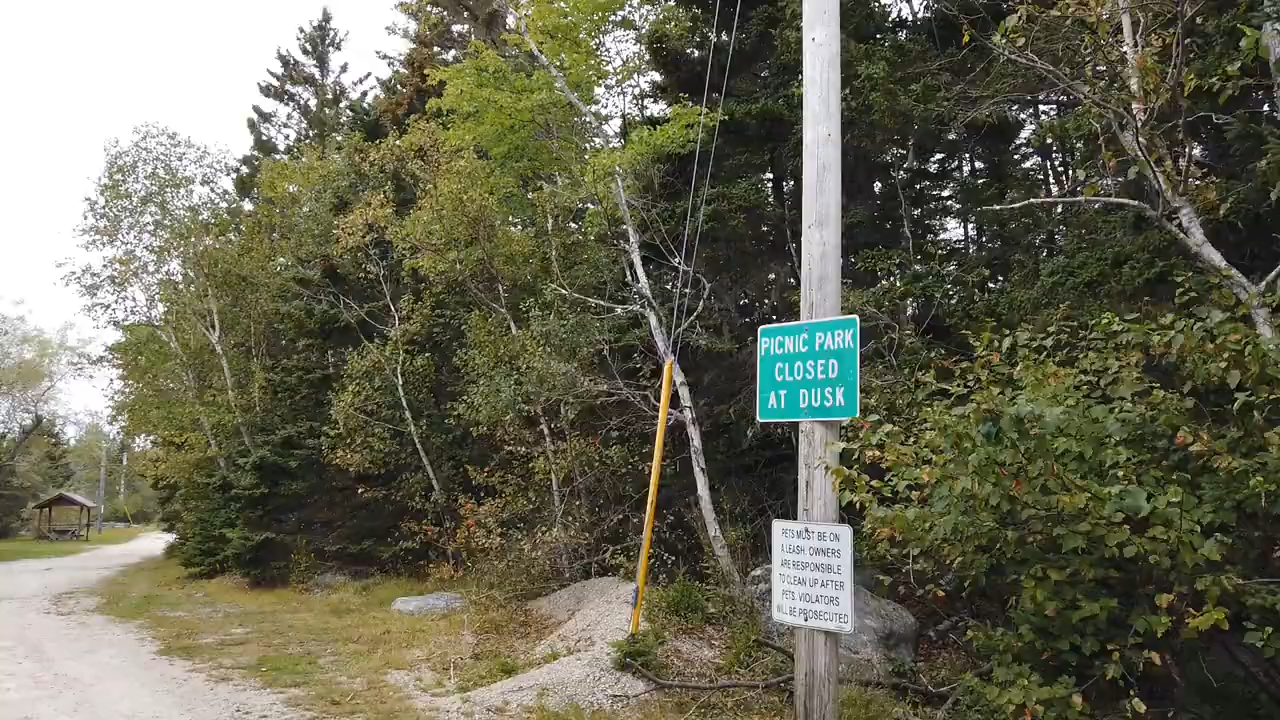 PICNIC PARK
CLOSED
AT DUSK
PETS MUST BE ON
A LEASH. OWNERS
ARE RESPONSIBLE
TO CLEAN UP AFTER
PETS. VIOLATORS
WILL BE PROSECUTED